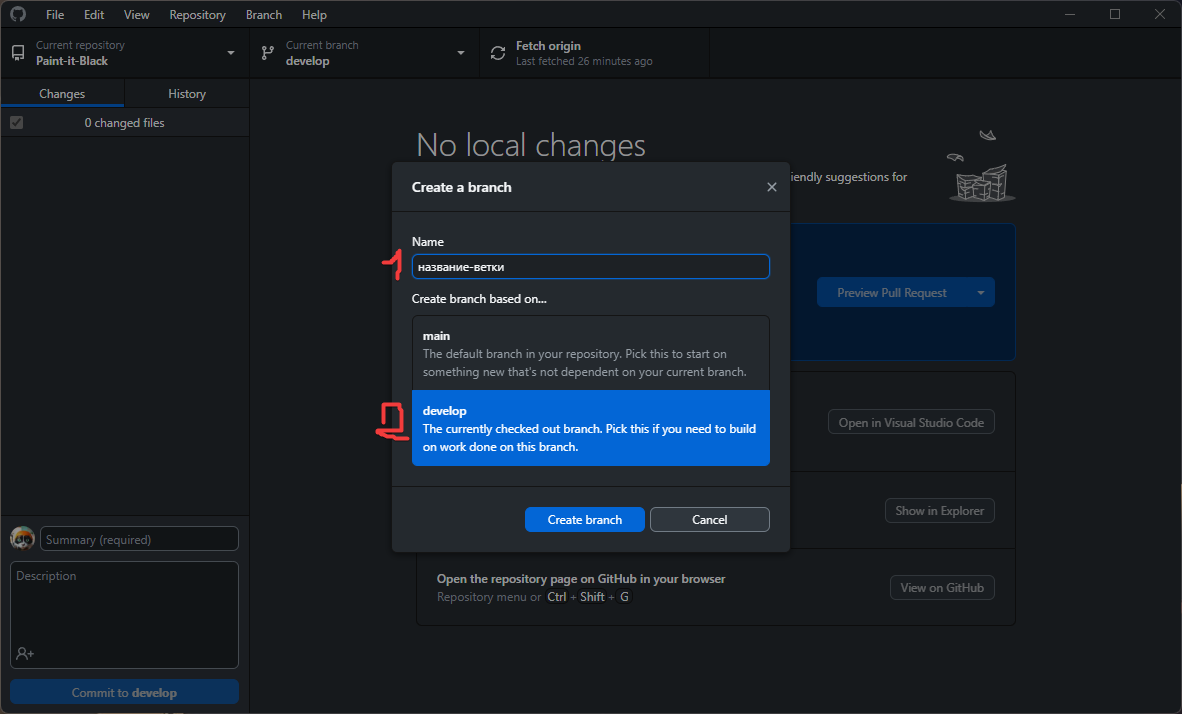 File Edit View Repository Branch Help
Current repository
Paint-it-Black
Current branch
develop
Fetch origin
Last fetched 26 minutes ago
Changes History
0 changed files
No local changes
iendly suggestions for
Create a branch
Name
1
название-ветки
Create branch based on...
main
The default branch in your repository. Pick this to start on
something new that's not dependent on your current branch.
develop
The currently checked out branch. Pick this if you need to build
on work done on this branch.
Create branch Cancel
Preview Pull Request
Open in Visual Studio Code
Show in Explorer
Open the repository page on GitHub in your browser
Repository menu or Ctrl + Shift + G
View on GitHub
Summary (required)
Description
Commit to develop